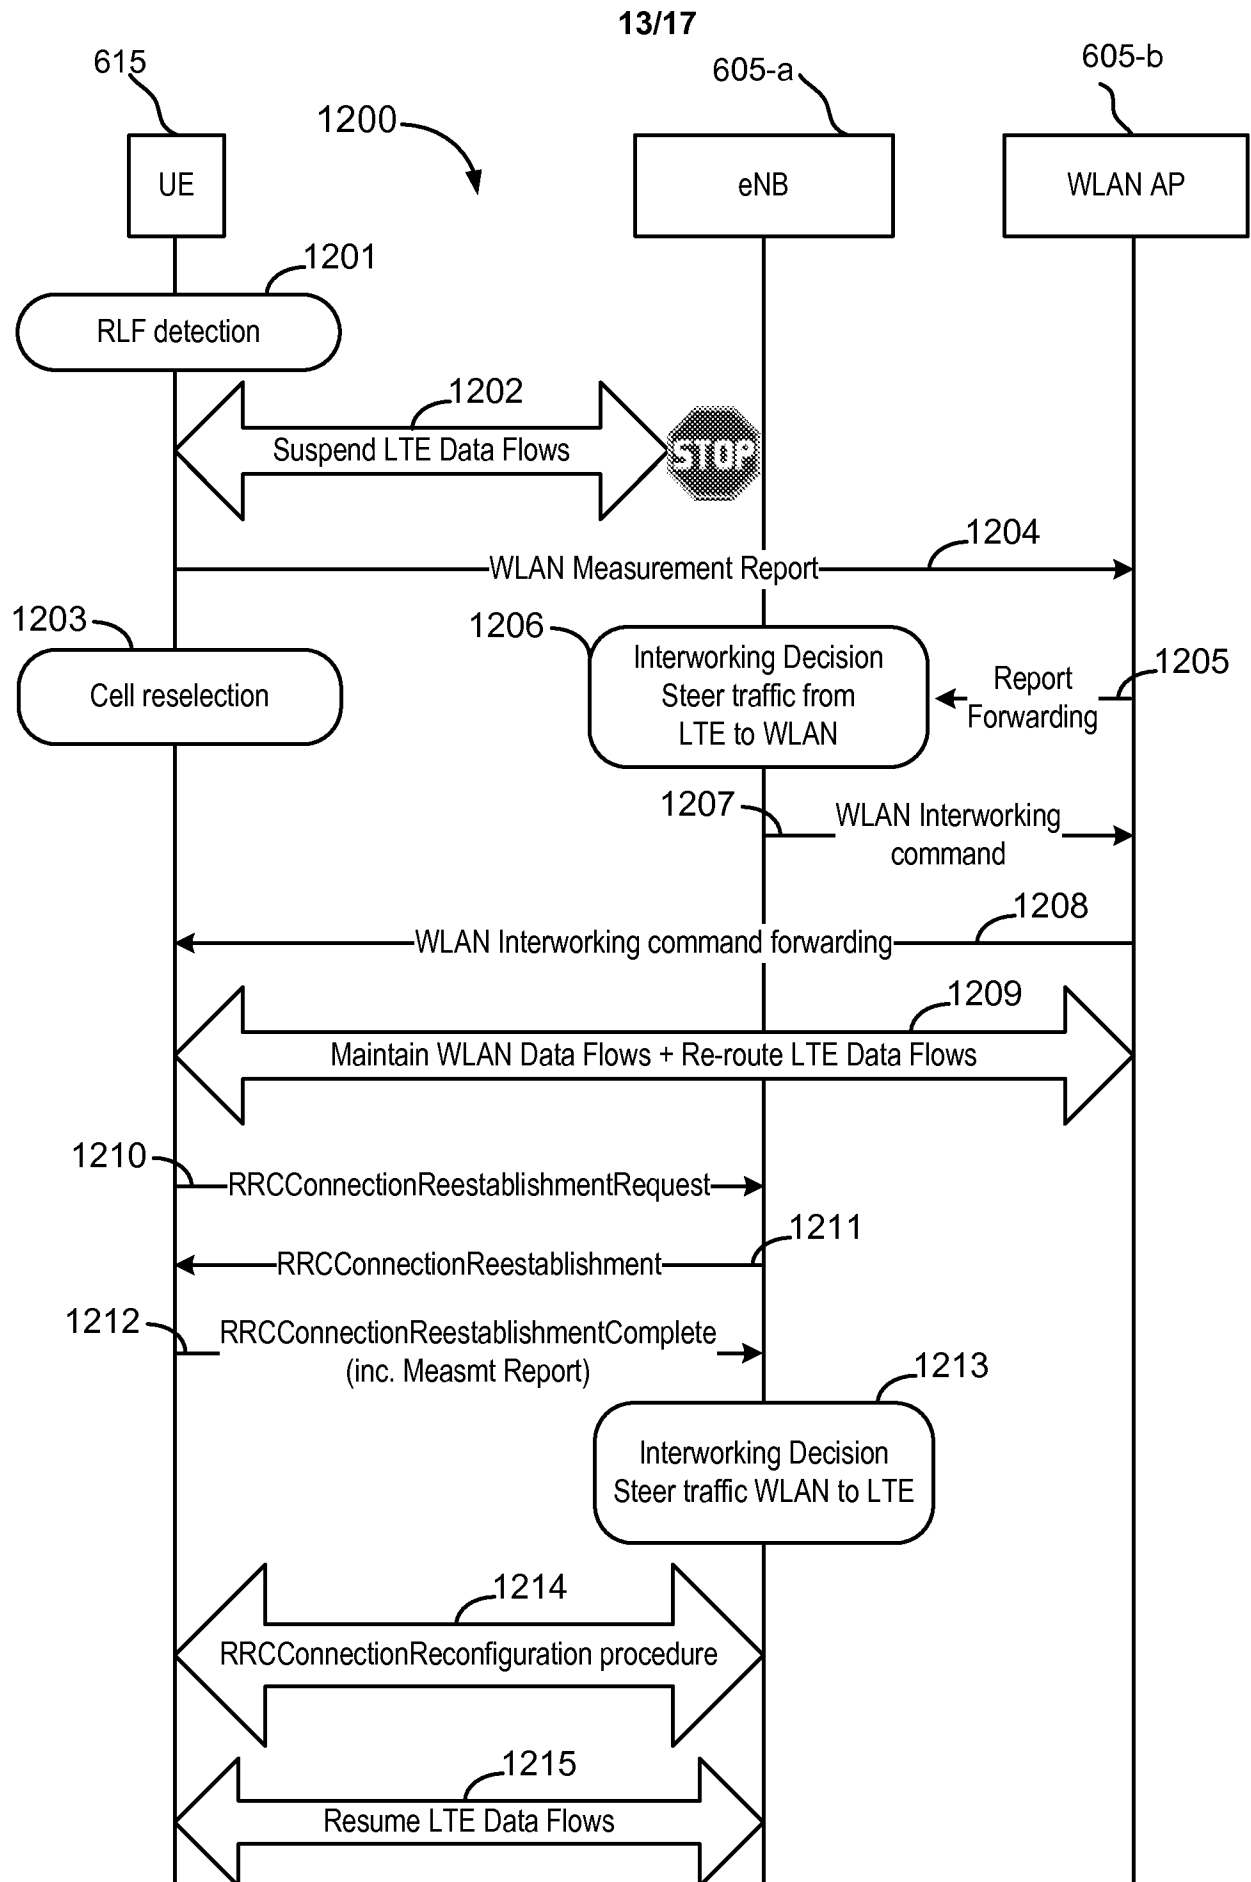 13/17
615
605-a
605-b
1200
UE
eNB
WLAN AP
1201
RLF detection
1202
Suspend LTE Data Flows
STOP
1204
WLAN Measurement Report
1203
Cell reselection
1206
Interworking Decision
Steer traffic from
LTE to WLAN
1205
Report
Forwarding
1207
WLAN Interworking
command
1208
WLAN Interworking command forwarding
1209
Maintain WLAN Data Flows + Re-route LTE Data Flows
1210
RRCConnectionReestablishmentRequest
1211
RRCConnectionReestablishment
1212
RRCConnectionReestablishmentComplete
(inc. Measmt Report)
1213
Interworking Decision
Steer traffic WLAN to LTE
1214
RRCConnectionReconfiguration procedure
1215
Resume LTE Data Flows